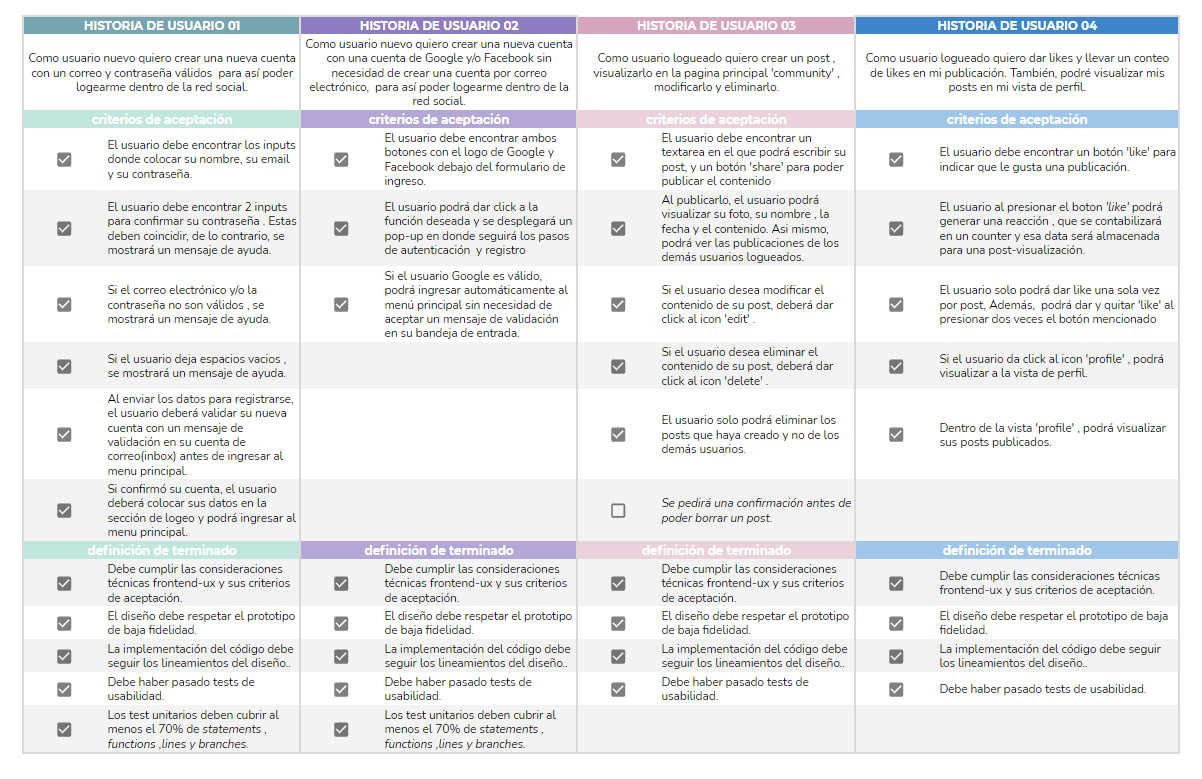 HISTORIA DE USUARIO 01
Como usuario nuevo quiero crear una nueva cuenta
con un correo y contraseña válidos para así poder
logearme dentro de la red social.
criterios de aceptación
El usuario debe encontrar los inputs
donde colocar su nombre, su email
y su contraseña.
El usuario debe encontrar 2 inputs
para confirmar su contraseña . Estas
deben coincidir, de lo contrario, se
mostrará un mensaje de ayuda.
Si el correo electrónico y/o la
contraseña no son válidos , se
mostrará un mensaje de ayuda.
Si el usuario deja espacios vacios ,
se mostrará un mensaje de ayuda.
Al enviar los datos para registrarse,
el usuario deberá validar su nueva
cuenta con un mensaje de
validación en su cuenta de
correo(inbox) antes de ingresar al
menu principal.
Si confirmó su cuenta, el usuario
deberá colocar sus datos en la
sección de logeo y podrá ingresar al
menu principal.
definición de terminado
Debe cumplir las consideraciones
técnicas frontend-ux y sus criterios
de aceptación.
El diseño debe respetar el prototipo
de baja fidelidad.
La implementación del código debe
seguir los lineamientos del diseño..
Debe haber pasado tests de
usabilidad.
Los test unitarios deben cubrir al
menos el 70% de statements ,
functions ,lines y branches.
HISTORIA DE USUARIO 02
Como usuario nuevo quiero crear una nueva cuenta
con una cuenta de Google y/o Facebook sin
necesidad de crear una cuenta por correo
electrónico, para así poder logearme dentro de la
red social.
criterios de aceptación
El usuario debe encontrar ambos
botones con el logo de Google y
Facebook debajo del formulario de
ingreso.
El usuario podrá dar click a la
función deseada y se desplegará un
pop-up en donde seguirá los pasos
de autenticación y registro
Si el usuario Google es válido,
podrá ingresar automáticamente al
menú principal sin necesidad de
aceptar un mensaje de validación
en su bandeja de entrada.
definición de terminado
Debe cumplir las consideraciones
técnicas frontend-ux y sus criterios
de aceptación.
El diseño debe respetar el prototipo
de baja fidelidad.
La implementación del código debe
seguir los lineamientos del diseño..
Debe haber pasado tests de
usabilidad.
Los test unitarios deben cubrir al
menos el 70% de statements ,
functions ,lines y branches.
HISTORIA DE USUARIO 03
Como usuario logueado quiero crear un post ,
visualizarlo en la pagina principal 'community' ,
modificarlo y eliminarlo.
criterios de aceptación
El usuario debe encontrar un
textarea en el que podrá escribir su
post, y un botón 'share' para poder
publicar el contenido
Al publicarlo, el usuario podrá
visualizar su foto, su nombre , la
fecha y el contenido. Asi mismo,
podrá ver las publicaciones de los
demás usuarios logueados.
Si el usuario desea modificar el
contenido de su post, deberá dar
click al icon 'edit' .
Si el usuario desea eliminar el
contenido de su post, deberá dar
click al icon 'delete' .
El usuario solo podrá eliminar los
posts que haya creado y no de los
demás usuarios.
Se pedirá una confirmación antes de
poder borrar un post.
definición de terminado
Debe cumplir las consideraciones
técnicas frontend-ux y sus criterios
de aceptación.
El diseño debe respetar el prototipo
de baja fidelidad.
La implementación del código debe
seguir los lineamientos del diseño..
Debe haber pasado tests de
usabilidad.
HISTORIA DE USUARIO 04
Como usuario logueado quiero dar likes y llevar un conteo
de likes en mi publicación. También, podré visualizar mis
posts en mi vista de perfil.
criterios de aceptación
El usuario debe encontrar un botón 'like' para
indicar que le gusta una publicación.
El usuario al presionar el boton 'like' podrá
generar una reacción , que se contabilizará
en un counter y esa data será almacenada
para una post-visualización.
El usuario solo podrá dar like una sola vez
por post, Además, podrá dar y quitar 'like' al
presionar dos veces el botón mencionado
Si el usuario da click al icon 'profile' , podrá
visualizar a la vista de perfil.
Dentro de la vista 'profile' , podrá visualizar
sus posts publicados.
definición de terminado
Debe cumplir las consideraciones técnicas
frontend-ux y sus criterios de aceptación.
El diseño debe respetar el prototipo de baja
fidelidad.
La implementación del código debe seguir
los lineamientos del diseño..
Debe haber pasado tests de usabilidad.